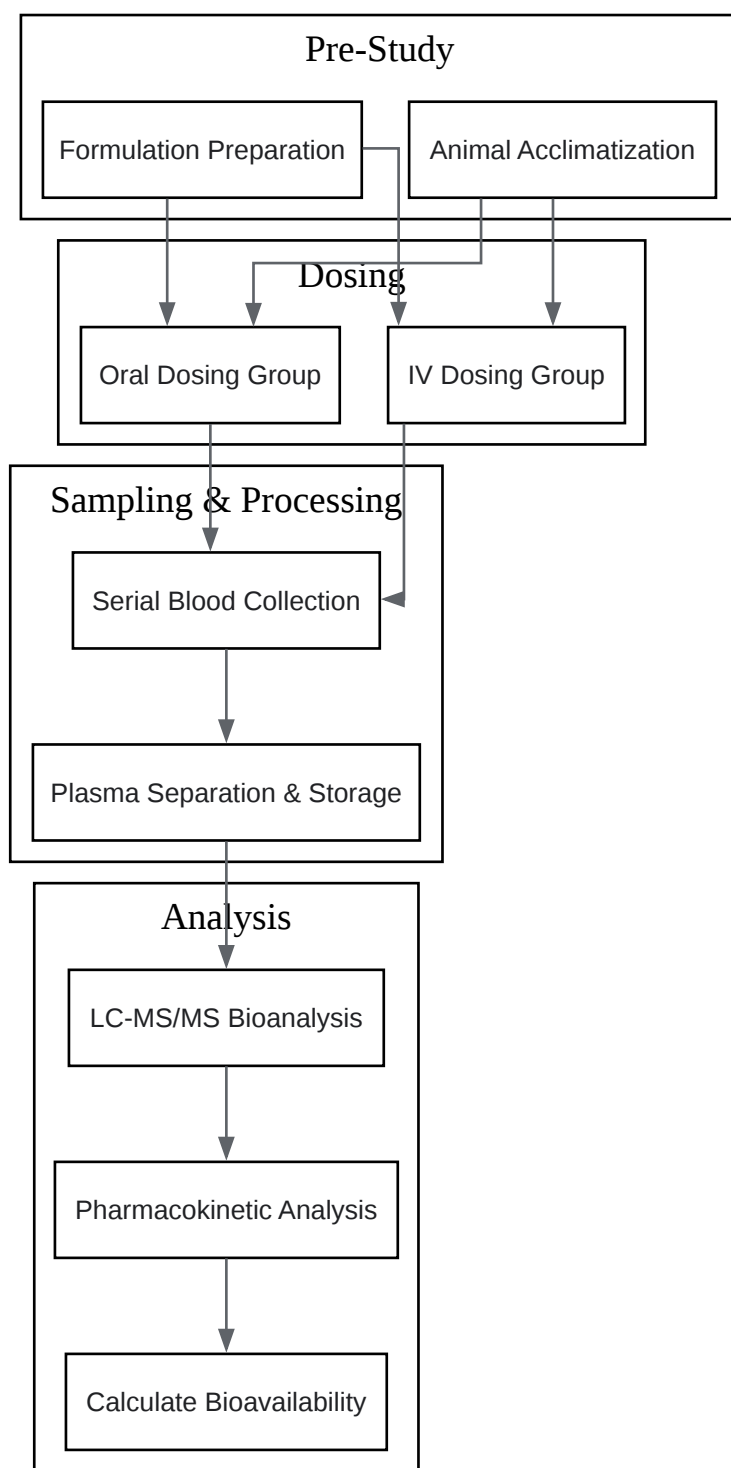 Pre-Study
Formulation Preparation
Animal Acclimatization
Dosing
Oral Dosing Group
IV Dosing Group
Sampling & Processing
Serial Blood Collection
Plasma Separation & Storage
Analysis
LC-MS/MS Bioanalysis
Pharmacokinetic Analysis
Calculate Bioavailability